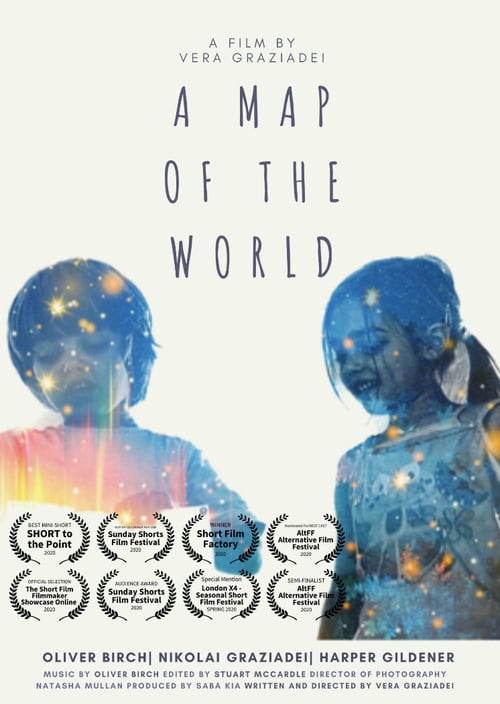 A FILM BY
VERA GRAZIADEI
A MAP
OF THE
WORLD
BEST MINI-SHORT
SHORT to
the Point
2020
Sunday Shorts
Film Festival
2020
WINNER
Short Film
Factory
2020
Nominated For BEST CAST
AltFF
Alternative Film
Festival
2020
OFFICIAL SELECTION
The Short Film
Filmmaker
Showcase Online
2020
AUDIENCE AWARD
Sunday Shorts
Film Festival
2020
Special Mention
London X4 -
Seasonal Short
Film Festival
SPRING 2020
SEMI-FINALIST
AltFF
Alternative Film
Festival
2020
OLIVER BIRCH| NIKOLAI GRAZIADEI| HARPER GILDENER
MUSIC BY OLIVER BIRCH EDITED BY STUART MCCARDLE DIRECTOR OF PHOTOGRAPHY
NATASHA MULLAN PRODUCED BY SABA KIA WRITTEN AND DIRECTED BY VERA GRAZIADEI